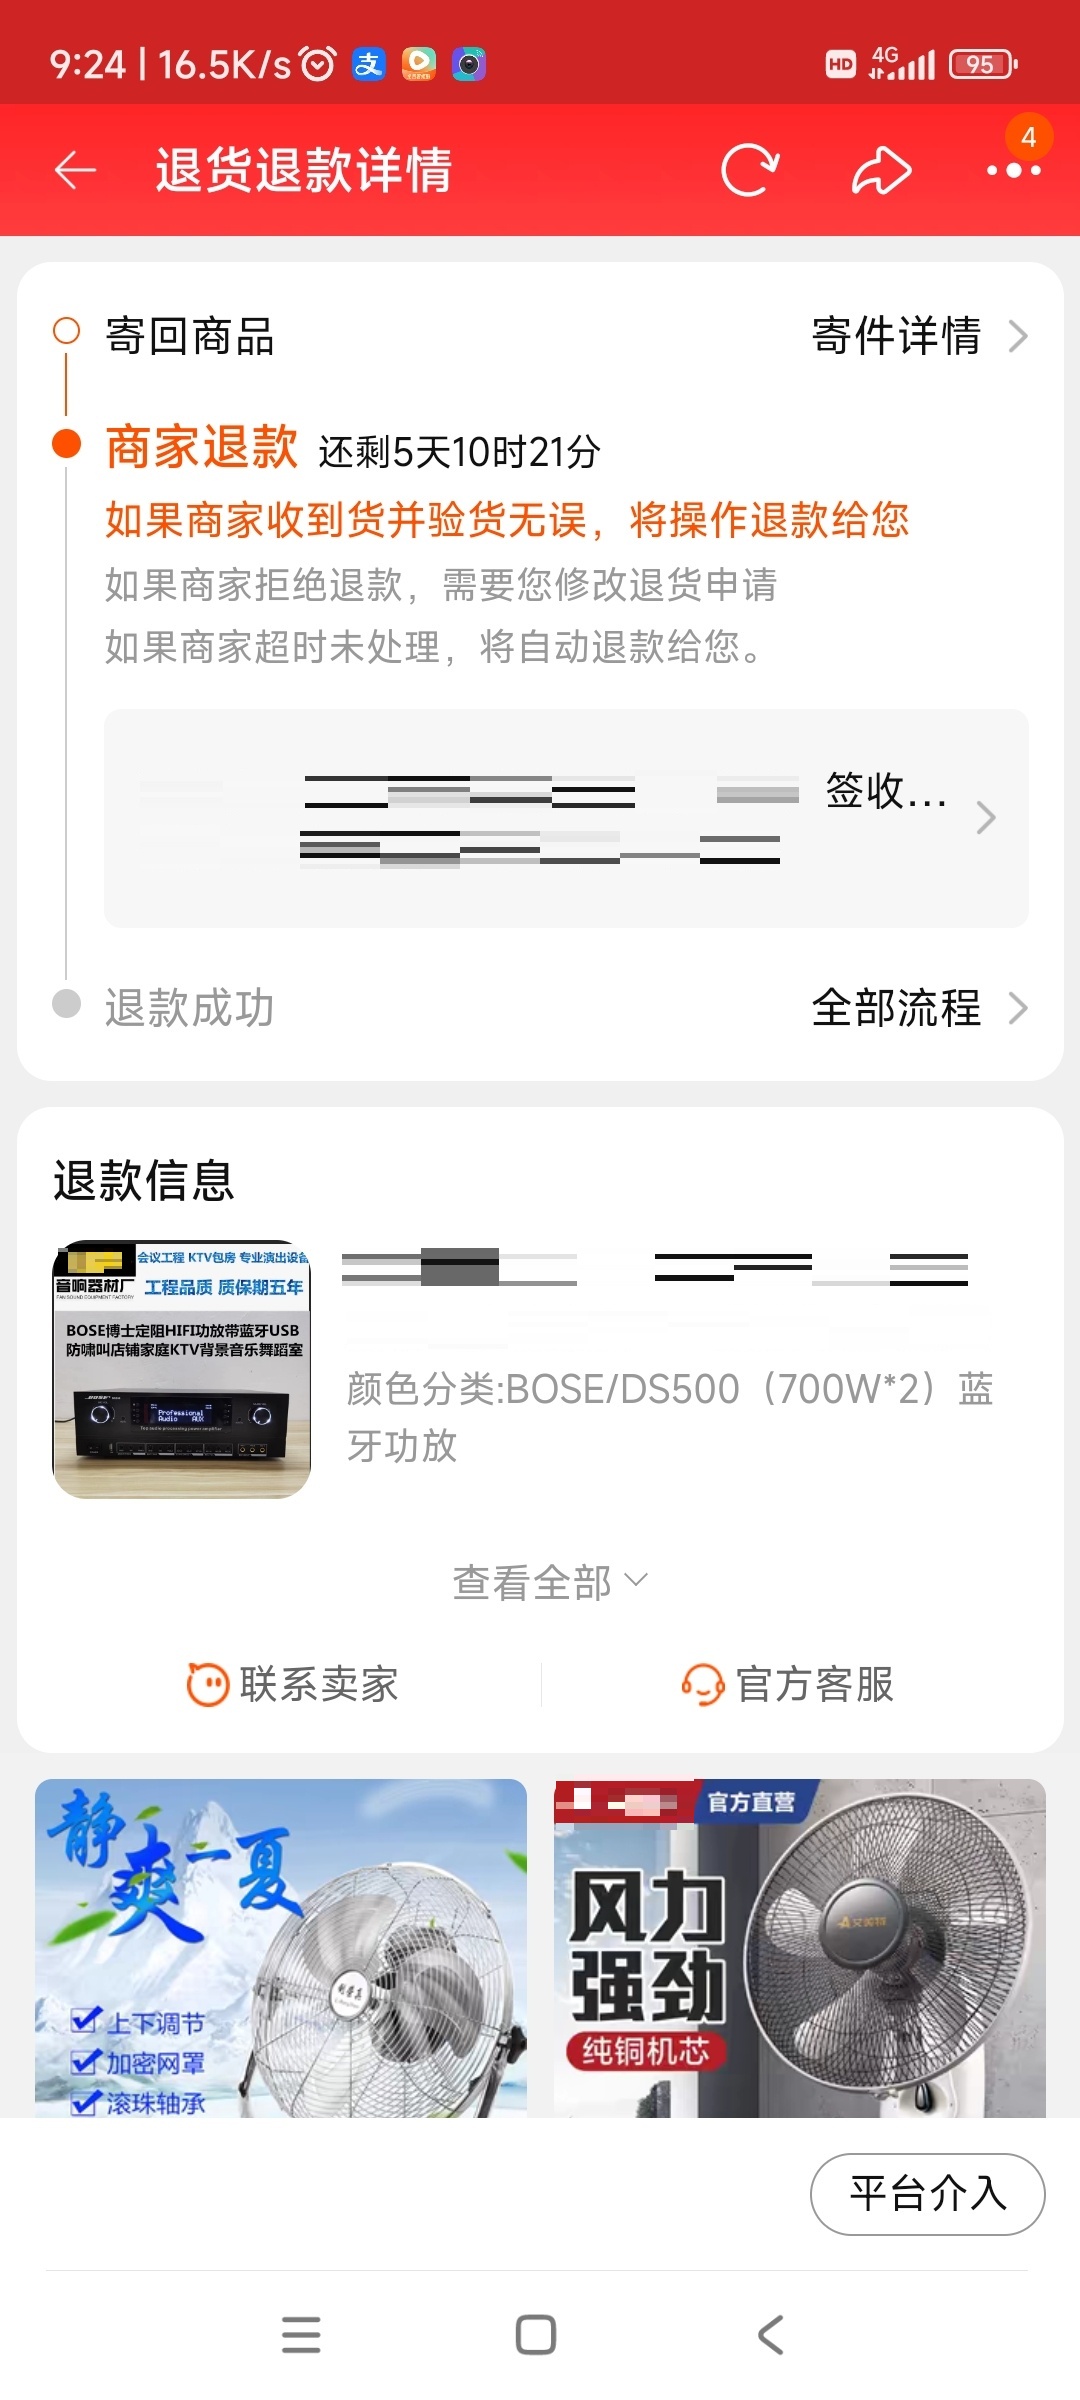 9:24 | 16.5K/s
HD 4G 95
退货退款详情
4
寄回商品 寄件详情
商家退款 还剩5天10时21分
如果商家收到货并验货无误，将操作退款给您
如果商家拒绝退款，需要您修改退货申请
如果商家超时未处理，将自动退款给您。
签收...
退款成功 全部流程
退款信息
会议工程 KTV包房 专业演出设备
音响器材厂 工程品质 质保期五年
BOSE博士定阻HIFI功放带蓝牙USB
防啸叫店铺家庭KTV背景音乐舞蹈室
BOSE
Professional
Audio AUX
颜色分类:BOSE/DS500（700W*2）蓝
牙功放
查看全部
联系卖家 官方客服
静爽一夏
上下调节
加密网罩
滚珠轴承
官方直营
风力
强劲
纯铜机芯
平台介入